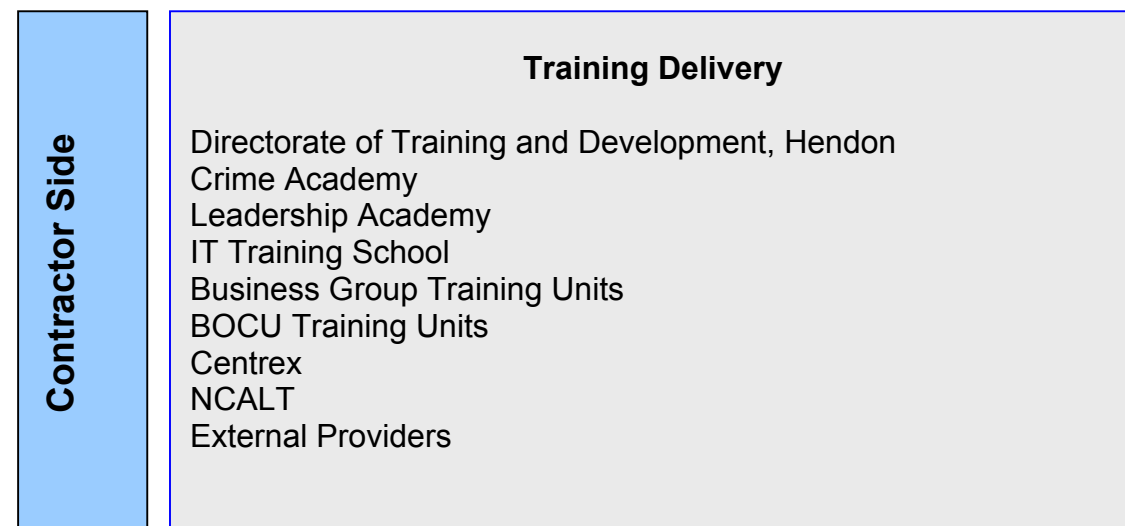 Contractor Side
Training Delivery
Directorate of Training and Development, Hendon
Crime Academy
Leadership Academy
IT Training School
Business Group Training Units
BOCU Training Units
Centrex
NCALT
External Providers